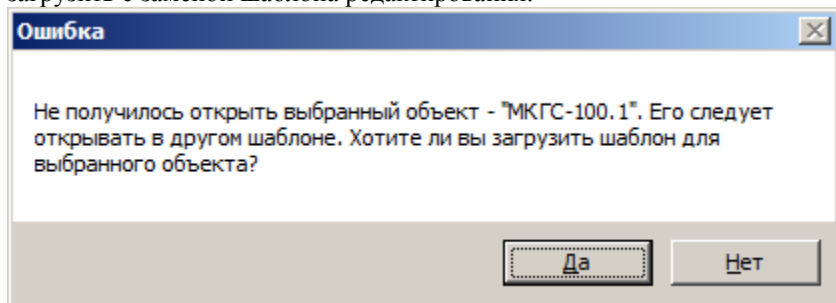 загрузить с заменой шаблона редактирования.
Ошибка
Не получилось открыть выбранный объект - "МКГС-100.1". Его следует
открывать в другом шаблоне. Хотите ли вы загрузить шаблон для
выбранного объекта?
Да
Нет